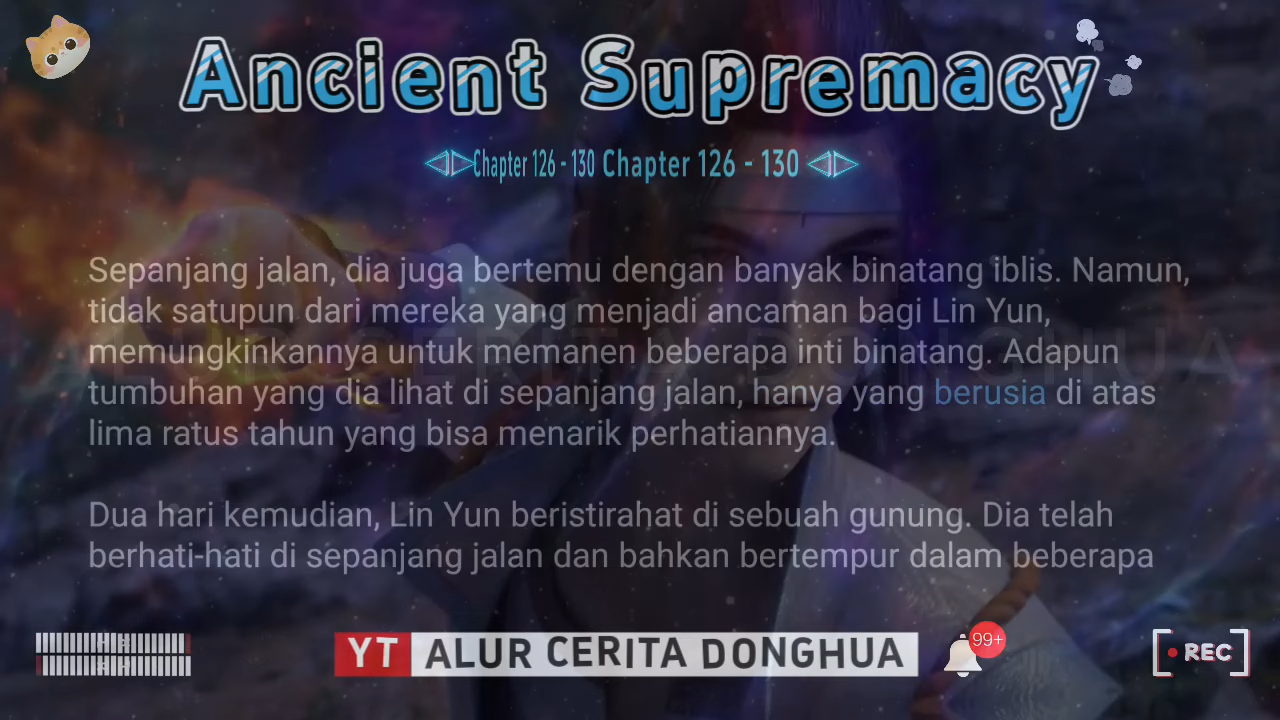 Ancient Supremacy
Chapter 126 - 130 Chapter 126 - 130
Sepanjang jalan, dia juga bertemu dengan banyak binatang iblis. Namun,
tidak satupun dari mereka yang menjadi ancaman bagi Lin Yun,
memungkinkannya untuk memanen beberapa inti binatang. Adapun
tumbuhan yang dia lihat di sepanjang jalan, hanya yang berusia di atas
lima ratus tahun yang bisa menarik perhatiannya.
Dua hari kemudian, Lin Yun beristirahat di sebuah gunung. Dia telah
berhati-hati di sepanjang jalan dan bahkan bertempur dalam beberapa
YT ALUR CERITA DONGHUA
99+
REC